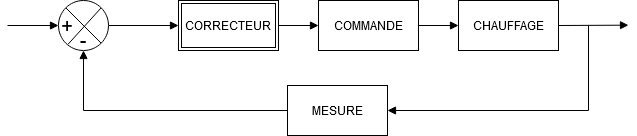 + CORRECTEUR COMMANDE CHAUFFAGE
-
MESURE